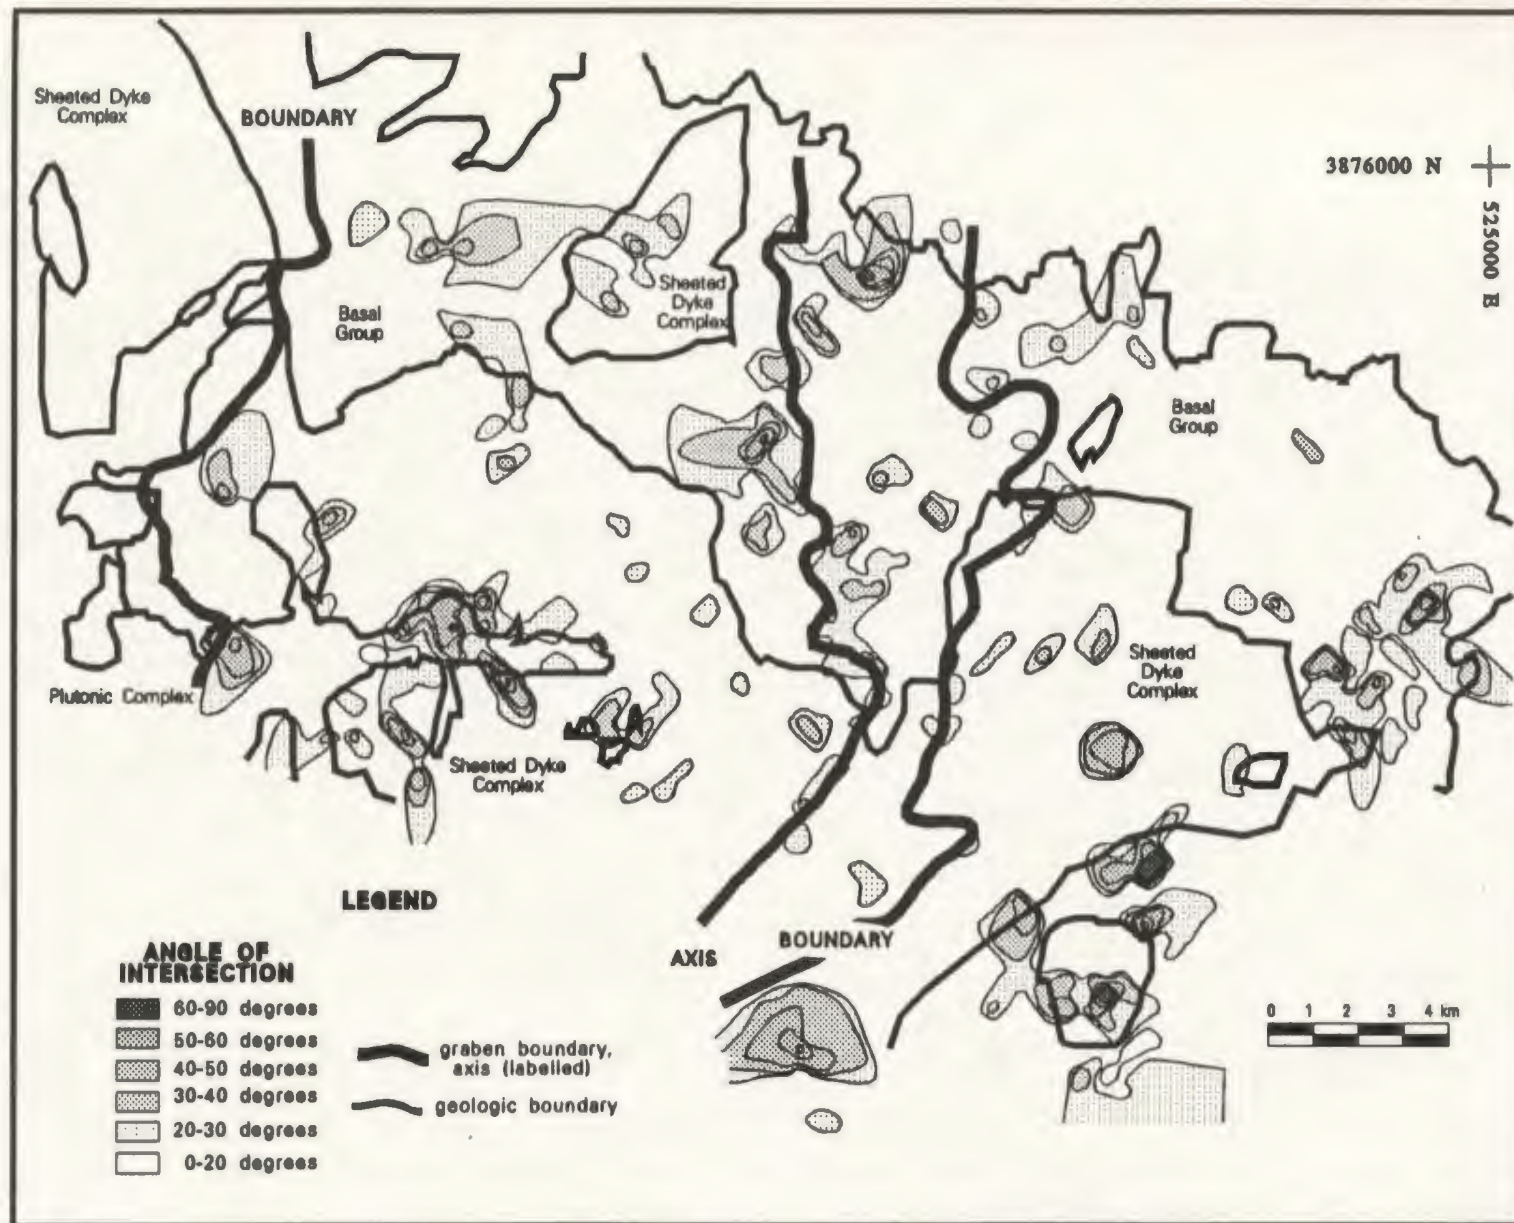 Sheeted Dyke
Complex
BOUNDARY
3876000 N
525000 E
Sheeted
Dyke
Complex
Basal
Group
Basal
Group
Sheeted
Dyke
Complex
Plutonic Complex
Sheeted Dyke
Complex
LEGEND
BOUNDARY
AXIS
ANGLE OF
INTERSECTION
60-90 degrees
50-60 degrees
40-50 degrees
30-40 degrees
20-30 degrees
0-20 degrees
graben boundary,
axis (labelled)
geologic boundary
0 1 2 3 4 km